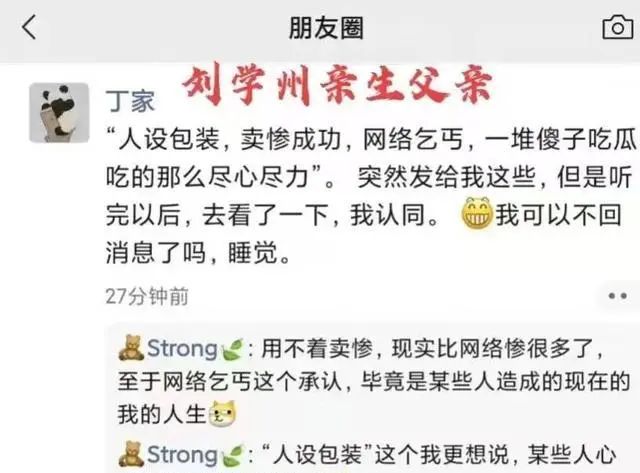 朋友圈
刘学州亲生父亲
丁家
“人设包装，卖惨成功，网络乞丐，一堆傻子吃瓜
吃的那么尽心尽力”。 突然发给我这些，但是听
完以后，去看了一下，我认同。 我可以不回
消息了吗，睡觉。
27分钟前
Strong：用不着卖惨，现实比网络惨很多了，
至于网络乞丐这个承认，毕竟是某些人造成的现在的
我的人生
Strong：“人设包装”这个我更想说，某些人心